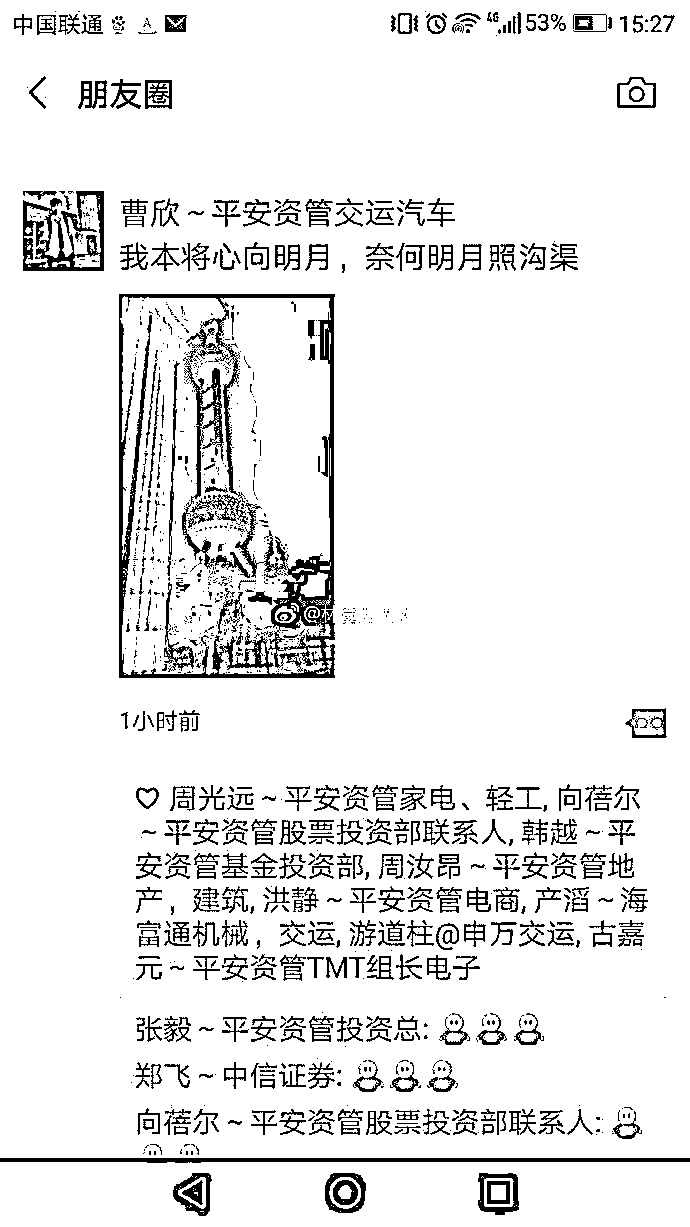 中国联通 53% 15:27
朋友圈
曹欣～平安资管交运汽车
我本将心向明月，奈何明月照沟渠
1小时前
周光远～平安资管家电、轻工, 向蓓尔
～平安资管股票投资部联系人, 韩越～平
安资管基金投资部, 周汝昂～平安资管地
产，建筑, 洪静～平安资管电商, 产滔～海
富通机械，交运, 游道柱@申万交运, 古嘉
元～平安资管TMT组长电子
张毅～平安资管投资总:
郑飞～中信证券:
向蓓尔～平安资管股票投资部联系人: